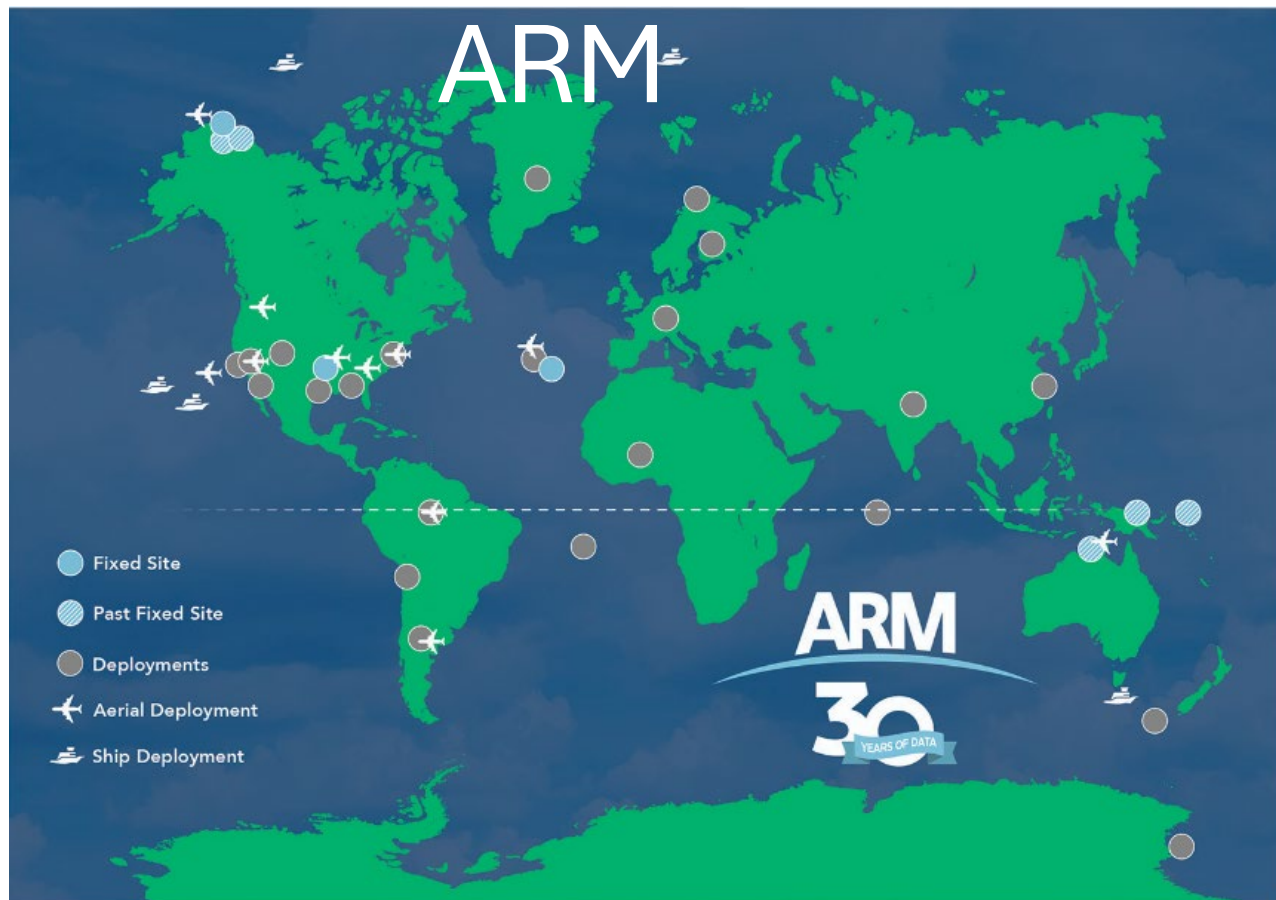 ARM
Fixed Site
Past Fixed Site
Deployments
Aerial Deployment
Ship Deployment
ARM
30
YEARS OF DATA